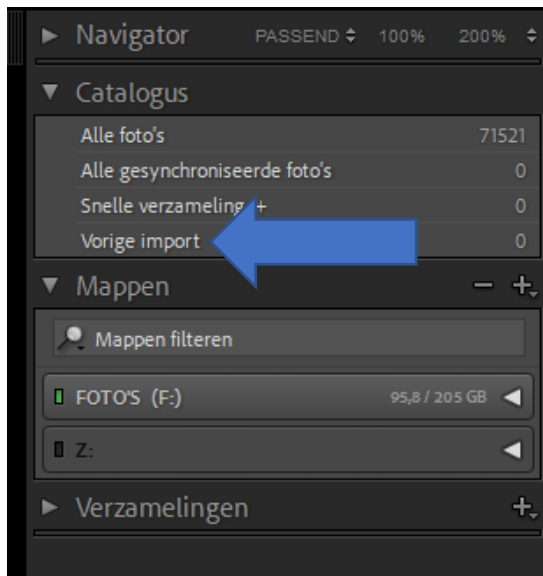 Navigator PASSEND 100% 200%
Catalogus
Alle foto's 71521
Alle gesynchroniseerde foto's 0
Snelle verzameling + 0
Vorige import 0
Mappen − +
Mappen filteren
FOTO'S (F:) 95,8 / 205 GB
Z:
Verzamelingen +